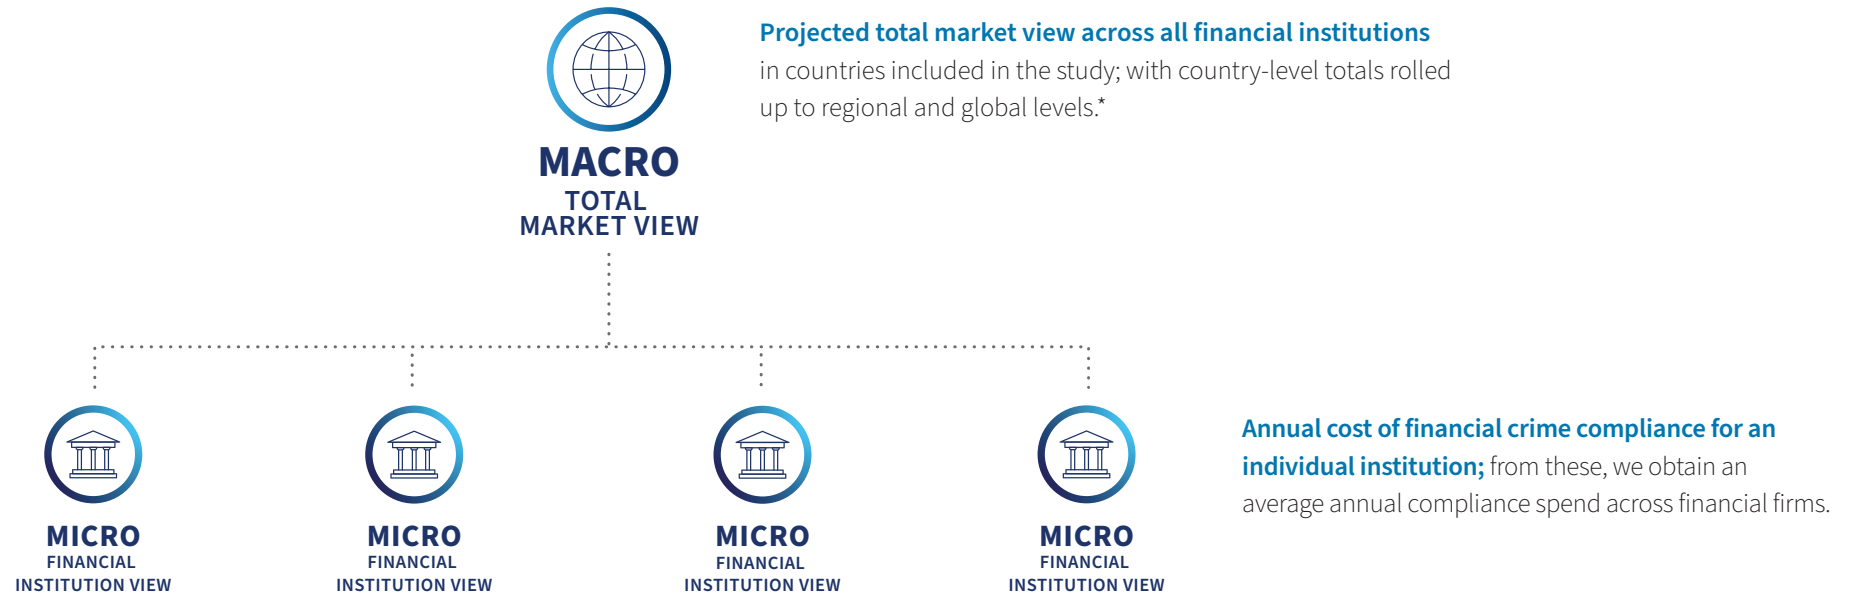 Projected total market view across all financial institutions
in countries included in the study; with country-level totals rolled
up to regional and global levels.*
MACRO
TOTAL
MARKET VIEW
MICRO
FINANCIAL
INSTITUTION VIEW
MICRO
FINANCIAL
INSTITUTION VIEW
MICRO
FINANCIAL
INSTITUTION VIEW
MICRO
FINANCIAL
INSTITUTION VIEW
Annual cost of financial crime compliance for an
individual institution; from these, we obtain an
average annual compliance spend across financial firms.